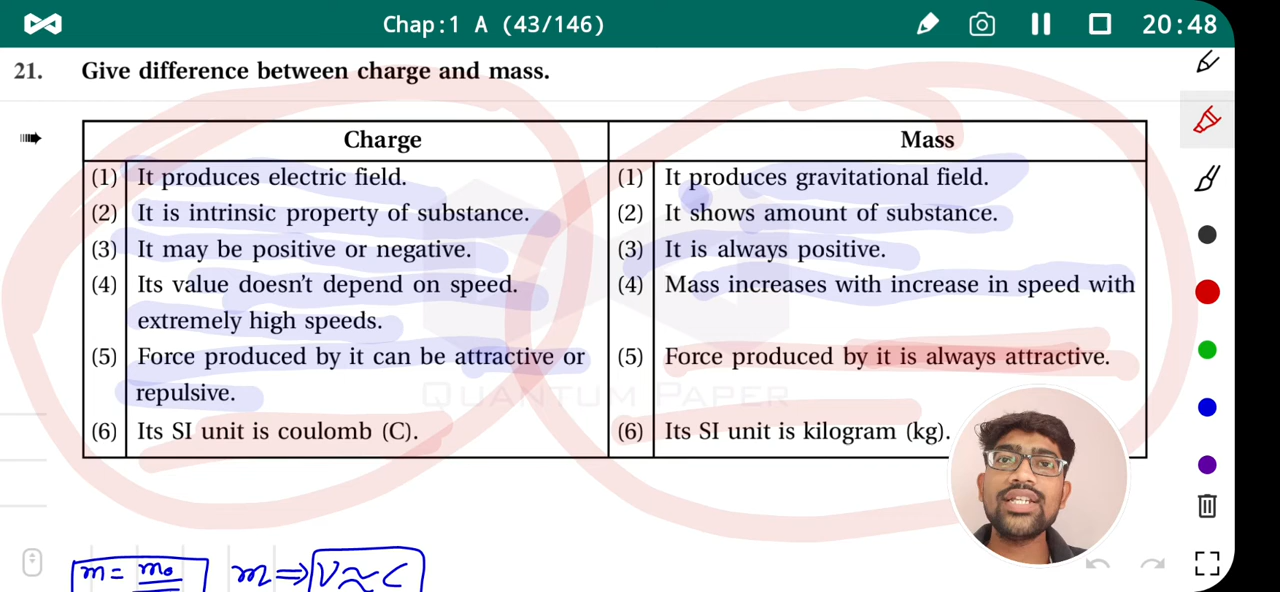 Chap:1 A (43/146)
20:48
21. Give difference between charge and mass.
Charge
Mass
(1) It produces electric field.
(1) It produces gravitational field.
(2) It is intrinsic property of substance.
(2) It shows amount of substance.
(3) It may be positive or negative.
(3) It is always positive.
(4) Its value doesn't depend on speed.
extremely high speeds.
(4) Mass increases with increase in speed with
(5) Force produced by it can be attractive or
repulsive.
(5) Force produced by it is always attractive.
QUANTUM PAPER
(6) Its SI unit is coulomb (C).
(6) Its SI unit is kilogram (kg).
m = m₀ m ⇒ V ≈ C